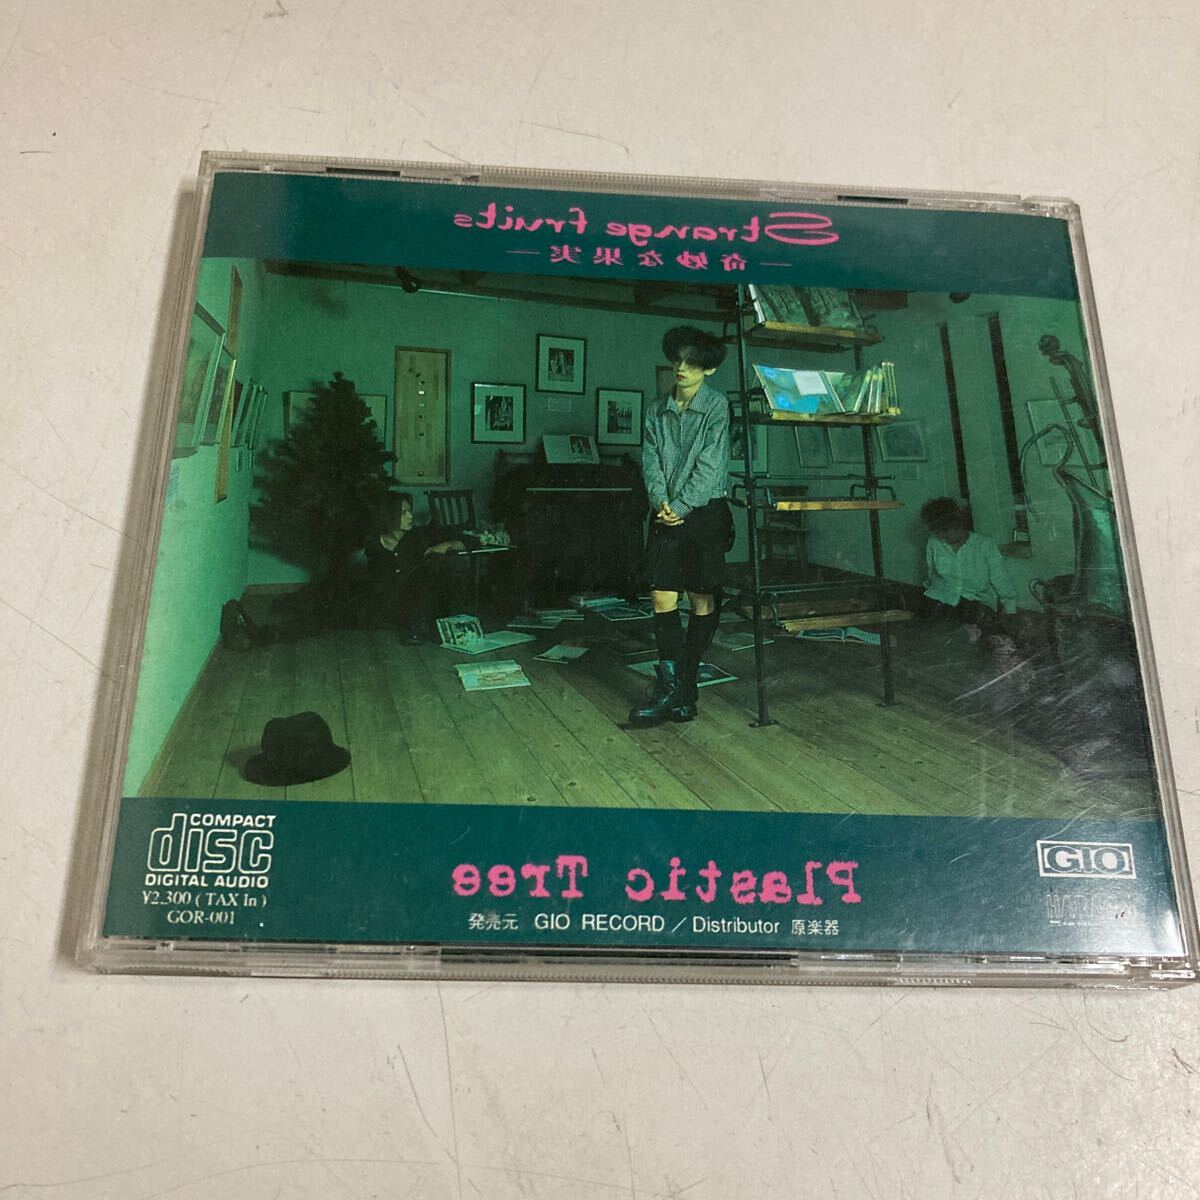 Strange fruits
—奇妙な果実—
COMPACT
disc
DIGITAL AUDIO
¥2,300 ( TAX In )
GOR-001
Plastic Tree
発売元 GIO RECORD / Distributor 原楽器
GIO